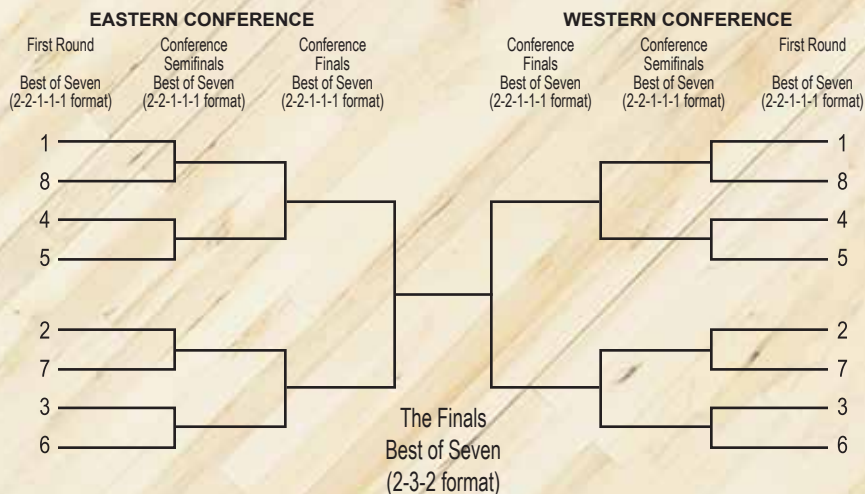 EASTERN CONFERENCE
First Round
Best of Seven
(2-2-1-1-1 format)
Conference
Semifinals
Best of Seven
(2-2-1-1-1 format)
Conference
Finals
Best of Seven
(2-2-1-1-1 format)
1
8
4
5
2
7
3
6
WESTERN CONFERENCE
Conference
Finals
Best of Seven
(2-2-1-1-1 format)
Conference
Semifinals
Best of Seven
(2-2-1-1-1 format)
First Round
Best of Seven
(2-2-1-1-1 format)
1
8
4
5
2
7
3
6
The Finals
Best of Seven
(2-3-2 format)